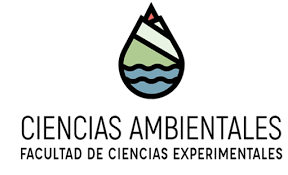 CIENCIAS AMBIENTALES
FACULTAD DE CIENCIAS EXPERIMENTALES